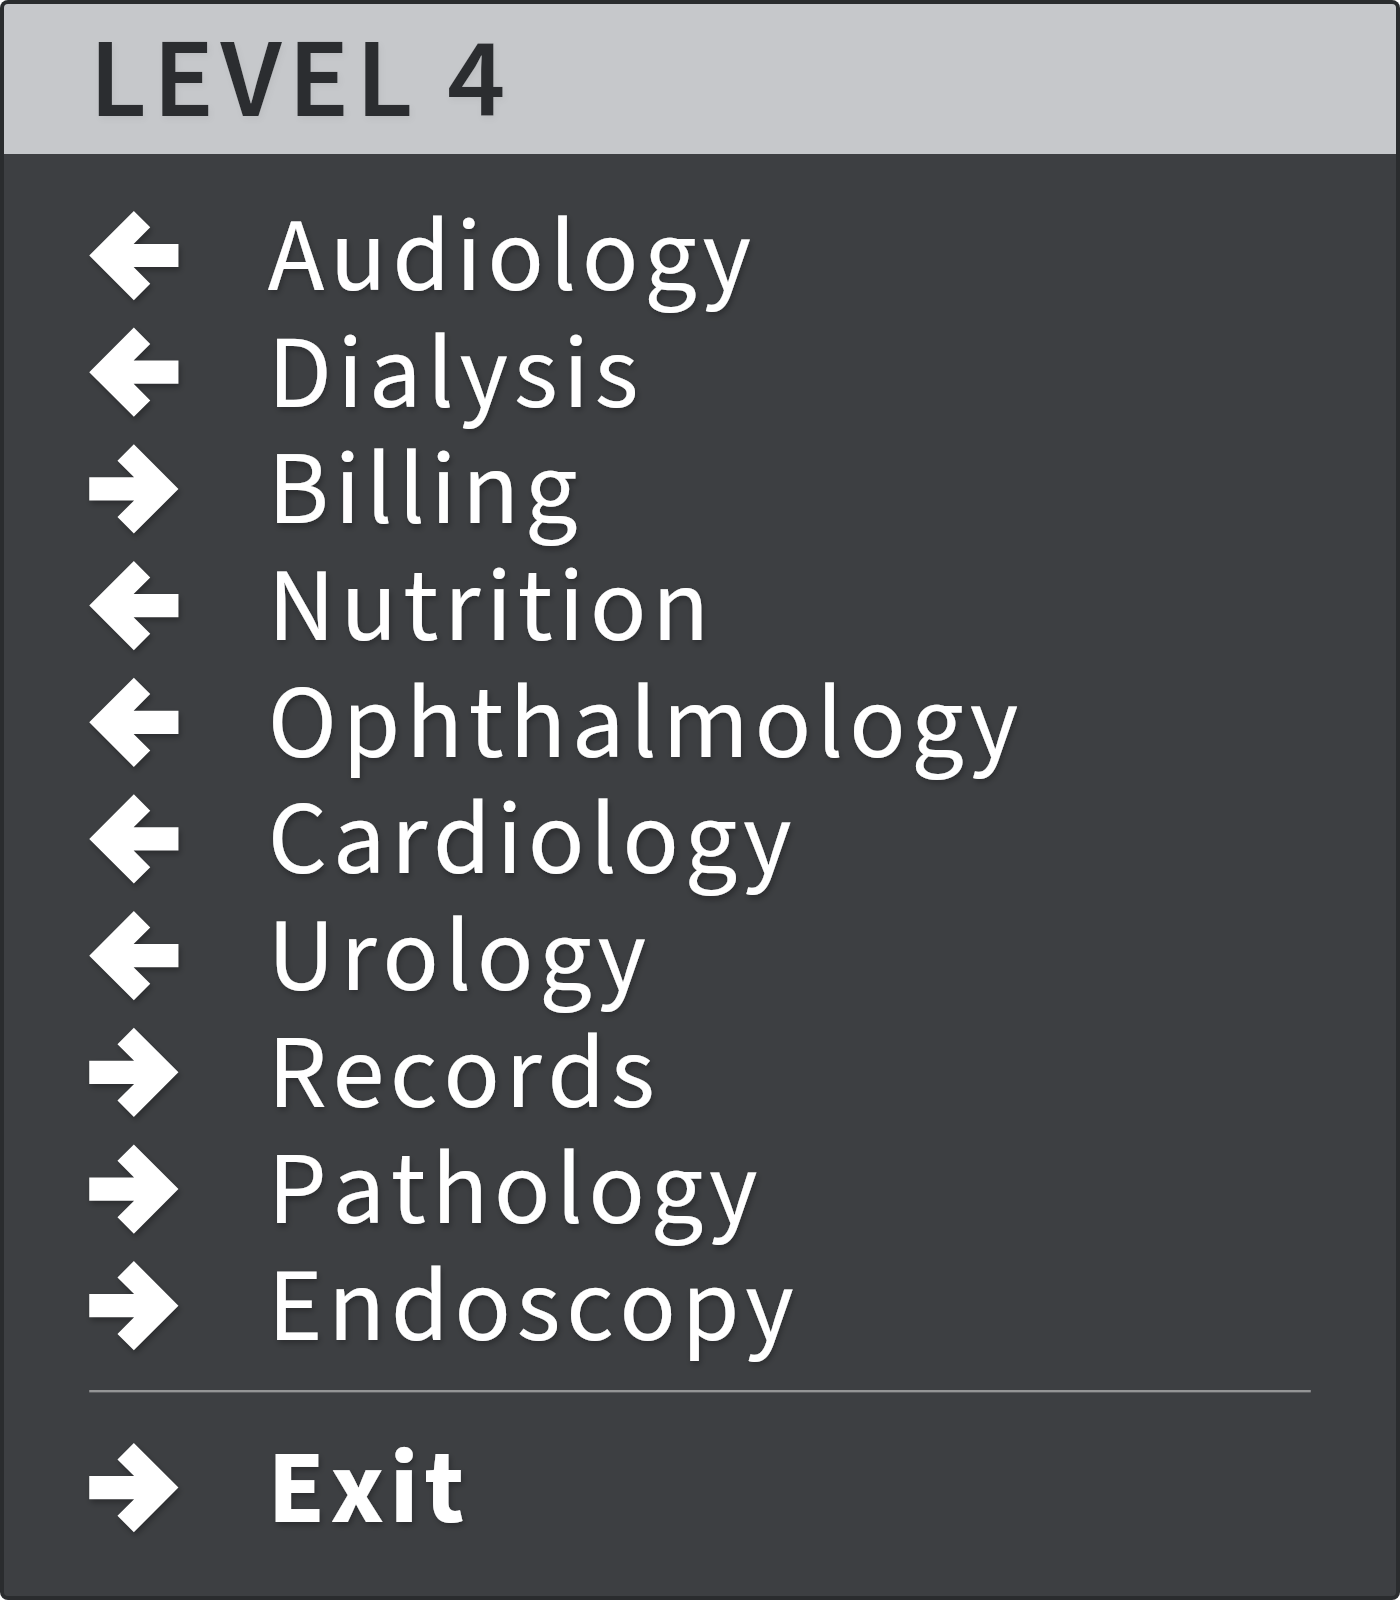 LEVEL 4
Audiology
Dialysis
Billing
Nutrition
Ophthalmology
Cardiology
Urology
Records
Pathology
Endoscopy
Exit